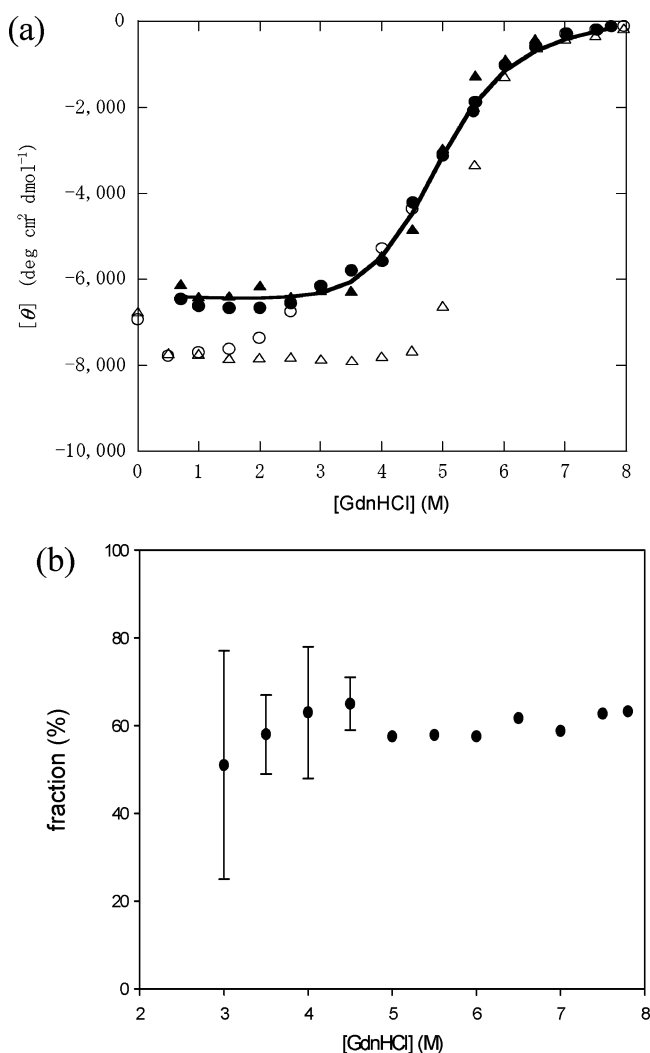 (a)
0
-2,000
-4,000
-6,000
-8,000
-10,000
[θ] (deg cm² dmol⁻¹)
0 1 2 3 4 5 6 7 8
[GdnHCl] (M)
(b)
100
80
60
40
20
0
fraction (%)
2 3 4 5 6 7 8
[GdnHCl] (M)